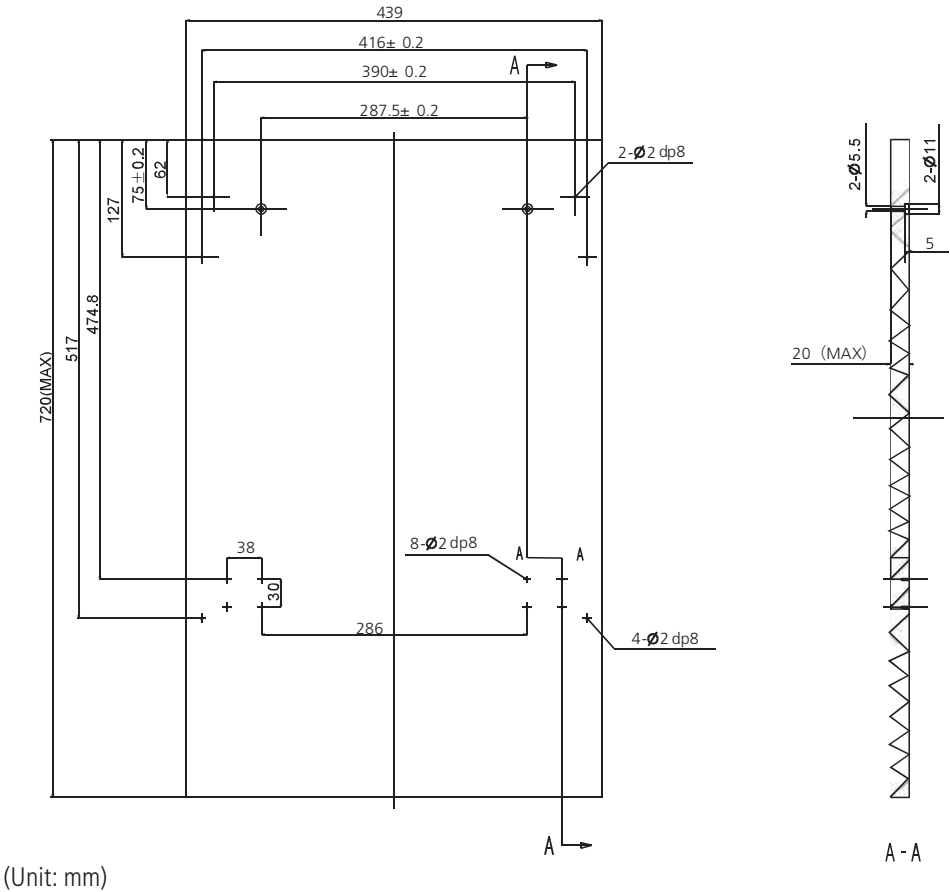 439
416± 0.2
A
390± 0.2
287.5± 0.2
2-Ø2 dp8
62
75±0.2
127
474.8
517
720(MAX)
2-Ø5.5
2-Ø11
5
20 (MAX)
38
8-Ø2 dp8
A
A
30
286
4-Ø2 dp8
A
A - A
(Unit: mm)